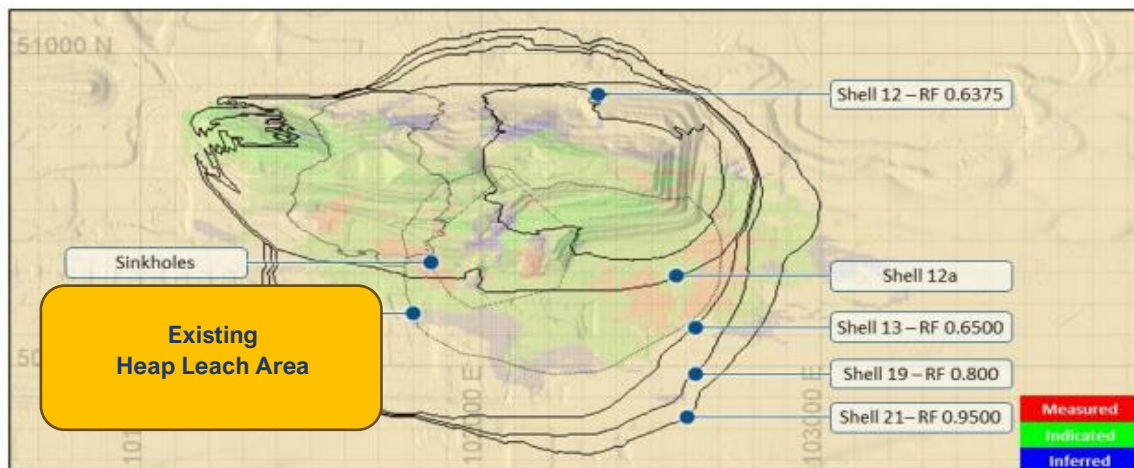 51000 N
Shell 12 – RF 0.6375
Sinkholes
Shell 12a
Existing
Heap Leach Area
Shell 13 – RF 0.6500
Shell 19 – RF 0.800
Shell 21– RF 0.9500
103000 E
Measured
Indicated
Inferred